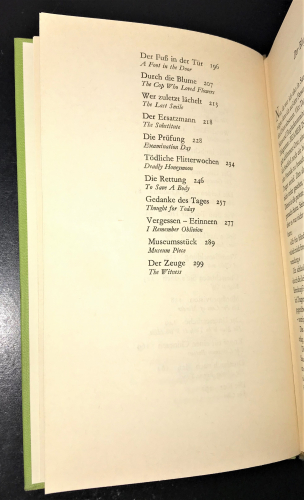 Der Fuß in der Tür 196
A Foot in the Door
Durch die Blume 207
The Cop Who Loved Flowers
Wer zuletzt lächelt 215
The Last Smile
Der Ersatzmann 218
The Substitute
Die Prüfung 228
Examination Day
Tödliche Flitterwochen 234
Deadly Honeymoon
Die Rettung 246
To Save A Body
Gedanke des Tages 257
Thought for Today
Vergessen – Erinnern 277
I Remember Oblivion
Museumsstück 289
Museum Piece
Der Zeuge 299
The Witness